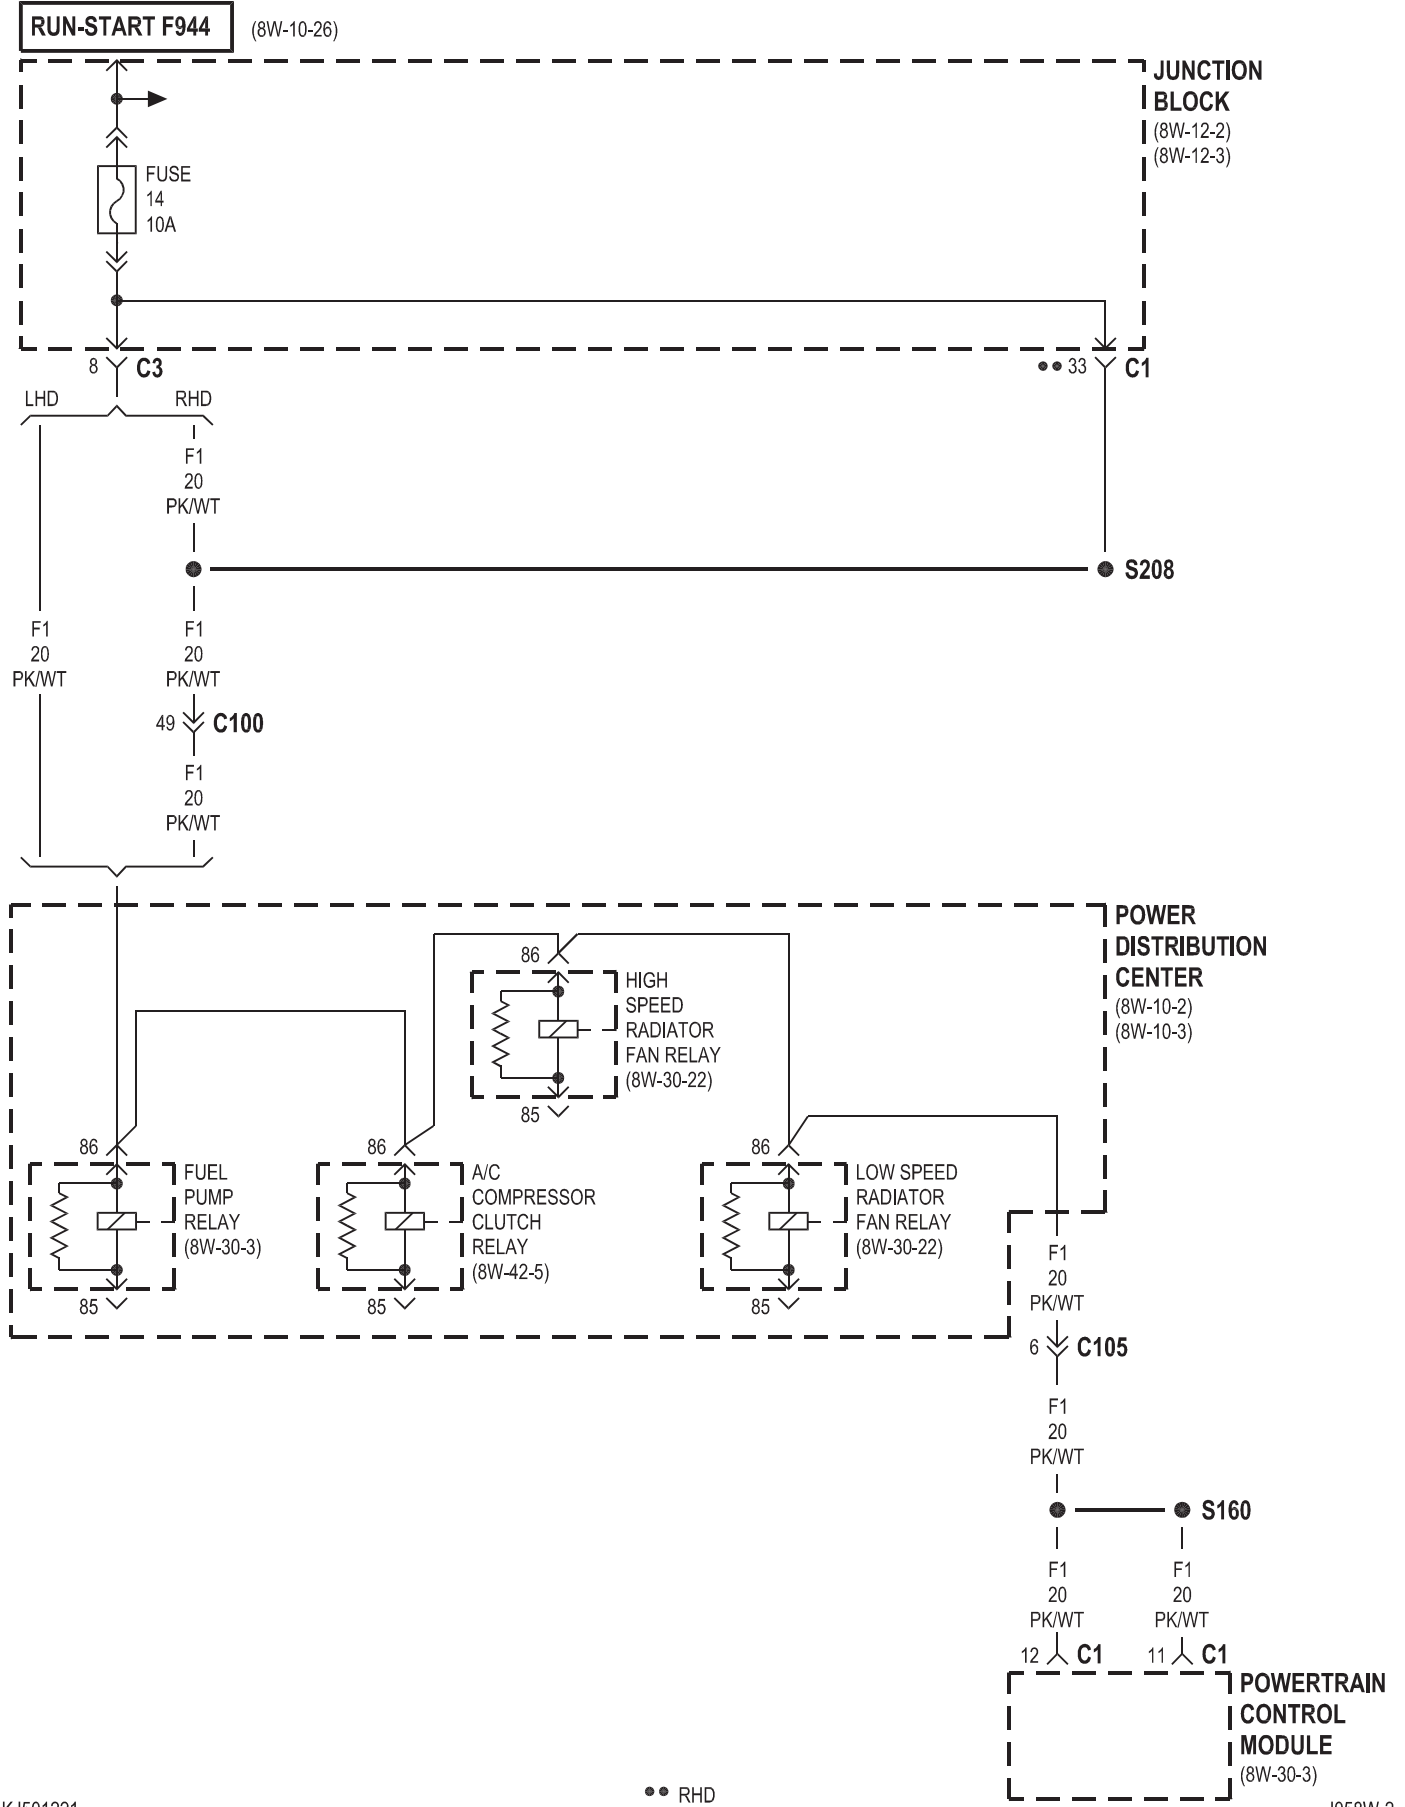 RUN-START F944 (8W-10-26)
JUNCTION
BLOCK
(8W-12-2)
(8W-12-3)
FUSE
14
10A
8 C3
33 C1
LHD RHD
F1
20
PK/WT
S208
F1
20
PK/WT
F1
20
PK/WT
49 C100
F1
20
PK/WT
POWER
DISTRIBUTION
CENTER
(8W-10-2)
(8W-10-3)
86
HIGH
SPEED
RADIATOR
FAN RELAY
(8W-30-22)
85
86
FUEL
PUMP
RELAY
(8W-30-3)
85
86
A/C
COMPRESSOR
CLUTCH
RELAY
(8W-42-5)
85
86
LOW SPEED
RADIATOR
FAN RELAY
(8W-30-22)
85
F1
20
PK/WT
6 C105
F1
20
PK/WT
S160
F1
20
PK/WT
F1
20
PK/WT
12 C1
11 C1
POWERTRAIN
CONTROL
MODULE
(8W-30-3)
RHD